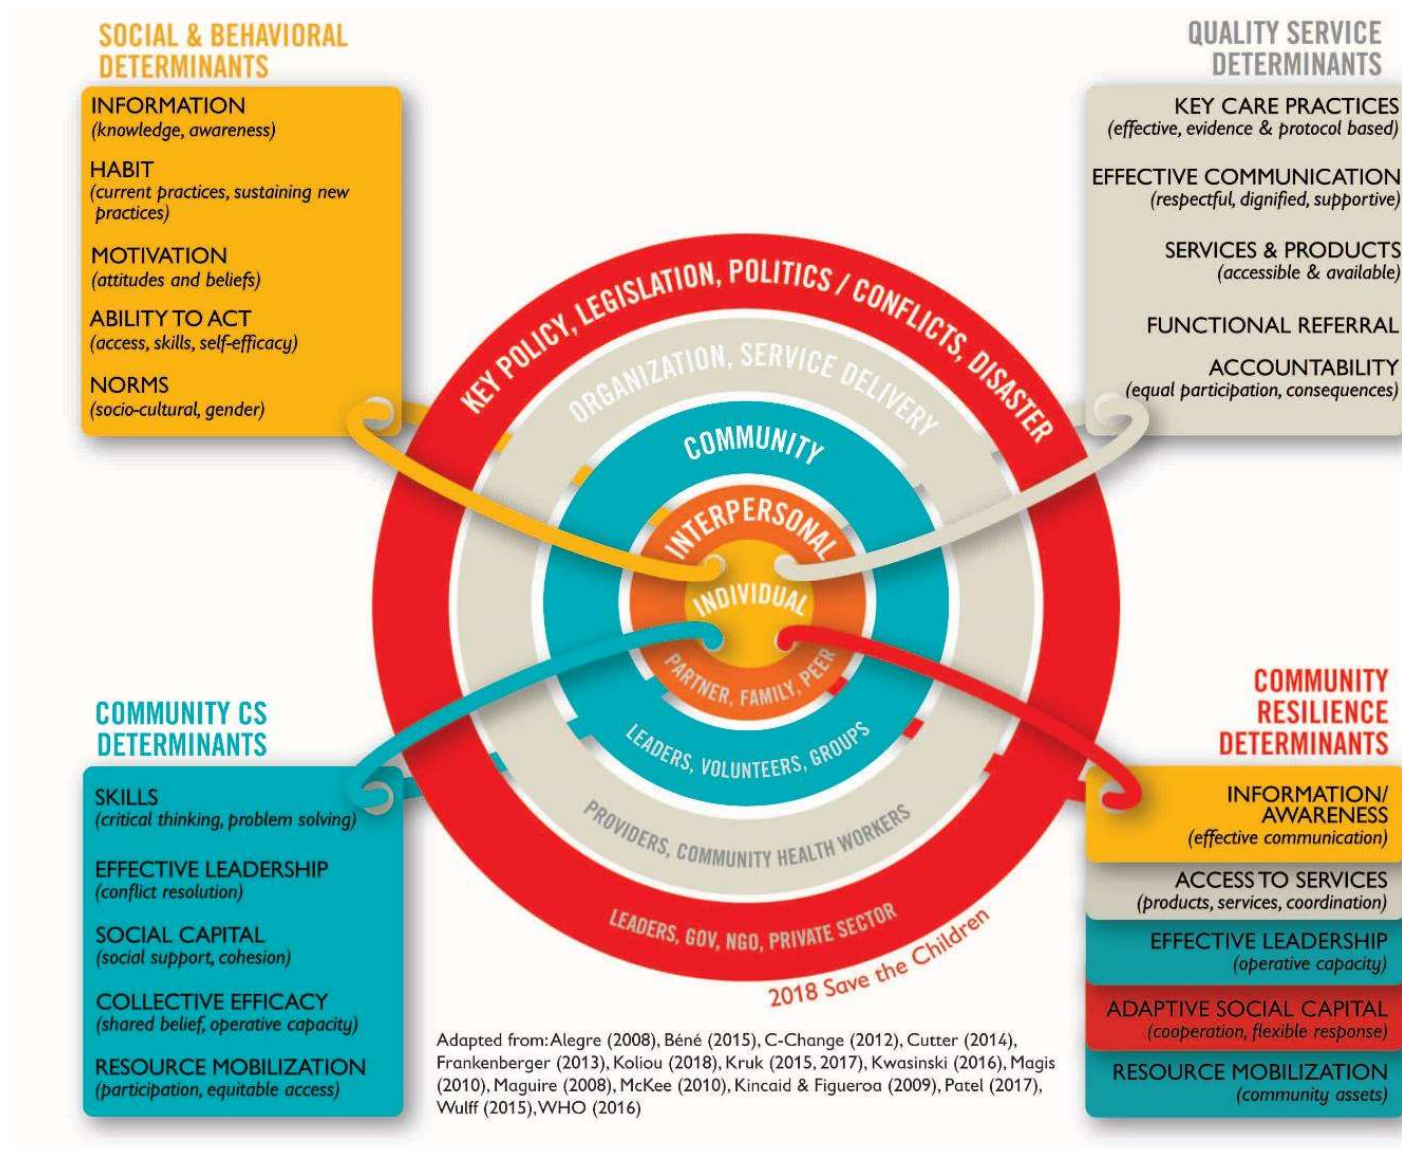 SOCIAL & BEHAVIORAL
DETERMINANTS
INFORMATION
(knowledge, awareness)
HABIT
(current practices, sustaining new
practices)
MOTIVATION
(attitudes and beliefs)
ABILITY TO ACT
(access, skills, self-efficacy)
NORMS
(socio-cultural, gender)
QUALITY SERVICE
DETERMINANTS
KEY CARE PRACTICES
(effective, evidence & protocol based)
EFFECTIVE COMMUNICATION
(respectful, dignified, supportive)
SERVICES & PRODUCTS
(accessible & available)
FUNCTIONAL REFERRAL
ACCOUNTABILITY
(equal participation, consequences)
KEY POLICY, LEGISLATION, POLITICS / CONFLICTS, DISASTER
ORGANIZATION, SERVICE DELIVERY
COMMUNITY
INTERPERSONAL
INDIVIDUAL
PARTNER, FAMILY, PEER
LEADERS, VOLUNTEERS, GROUPS
PROVIDERS, COMMUNITY HEALTH WORKERS
LEADERS, GOV, NGO, PRIVATE SECTOR
2018 Save the Children
COMMUNITY CS
DETERMINANTS
SKILLS
(critical thinking, problem solving)
EFFECTIVE LEADERSHIP
(conflict resolution)
SOCIAL CAPITAL
(social support, cohesion)
COLLECTIVE EFFICACY
(shared belief, operative capacity)
RESOURCE MOBILIZATION
(participation, equitable access)
COMMUNITY
RESILIENCE
DETERMINANTS
INFORMATION/
AWARENESS
(effective communication)
ACCESS TO SERVICES
(products, services, coordination)
EFFECTIVE LEADERSHIP
(operative capacity)
ADAPTIVE SOCIAL CAPITAL
(cooperation, flexible response)
RESOURCE MOBILIZATION
(community assets)
Adapted from: Alegre (2008), Béné (2015), C-Change (2012), Cutter (2014),
Frankenberger (2013), Koliou (2018), Kruk (2015, 2017), Kwasinski (2016), Magis
(2010), Maguire (2008), McKee (2010), Kincaid & Figueroa (2009), Patel (2017),
Wulff (2015), WHO (2016)